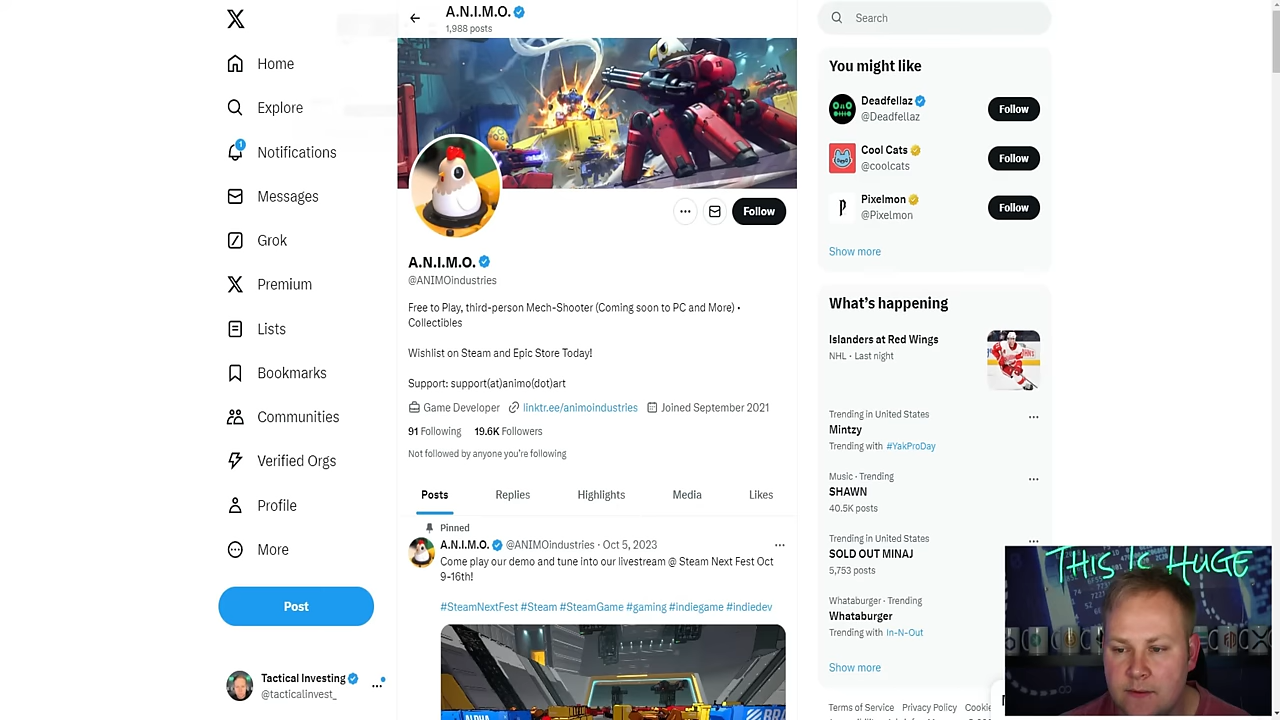 A.N.I.M.O.
1,988 posts
Home
Explore
1
Notifications
Messages
Grok
Premium
Lists
Bookmarks
Communities
Verified Orgs
Profile
More
Post
Tactical Investing
@tacticalinvest_
Follow
A.N.I.M.O.
@ANIMOindustries
Free to Play, third-person Mech-Shooter (Coming soon to PC and More) •
Collectibles
Wishlist on Steam and Epic Store Today!
Support: support(at)animo(dot)art
Game Developer linktr.ee/animoindustries Joined September 2021
91 Following 19.6K Followers
Not followed by anyone you're following
Posts Replies Highlights Media Likes
Pinned
A.N.I.M.O. @ANIMOindustries · Oct 5, 2023
Come play our demo and tune into our livestream @ Steam Next Fest Oct
9-16th!
#SteamNextFest #Steam #SteamGame #gaming #indiegame #indiedev
ALPHA
Search
You might like
Deadfellaz
@Deadfellaz
Follow
Cool Cats
@coolcats
Follow
Pixelmon
@Pixelmon
Follow
Show more
What's happening
Islanders at Red Wings
NHL · Last night
Trending in United States
Mintzy
Trending with #YakProDay
Music · Trending
SHAWN
40.5K posts
Trending in United States
SOLD OUT MINAJ
5,753 posts
Whataburger · Trending
Whataburger
Trending with In-N-Out
Show more
Terms of Service Privacy Policy Cookie
THIS IS HUGE